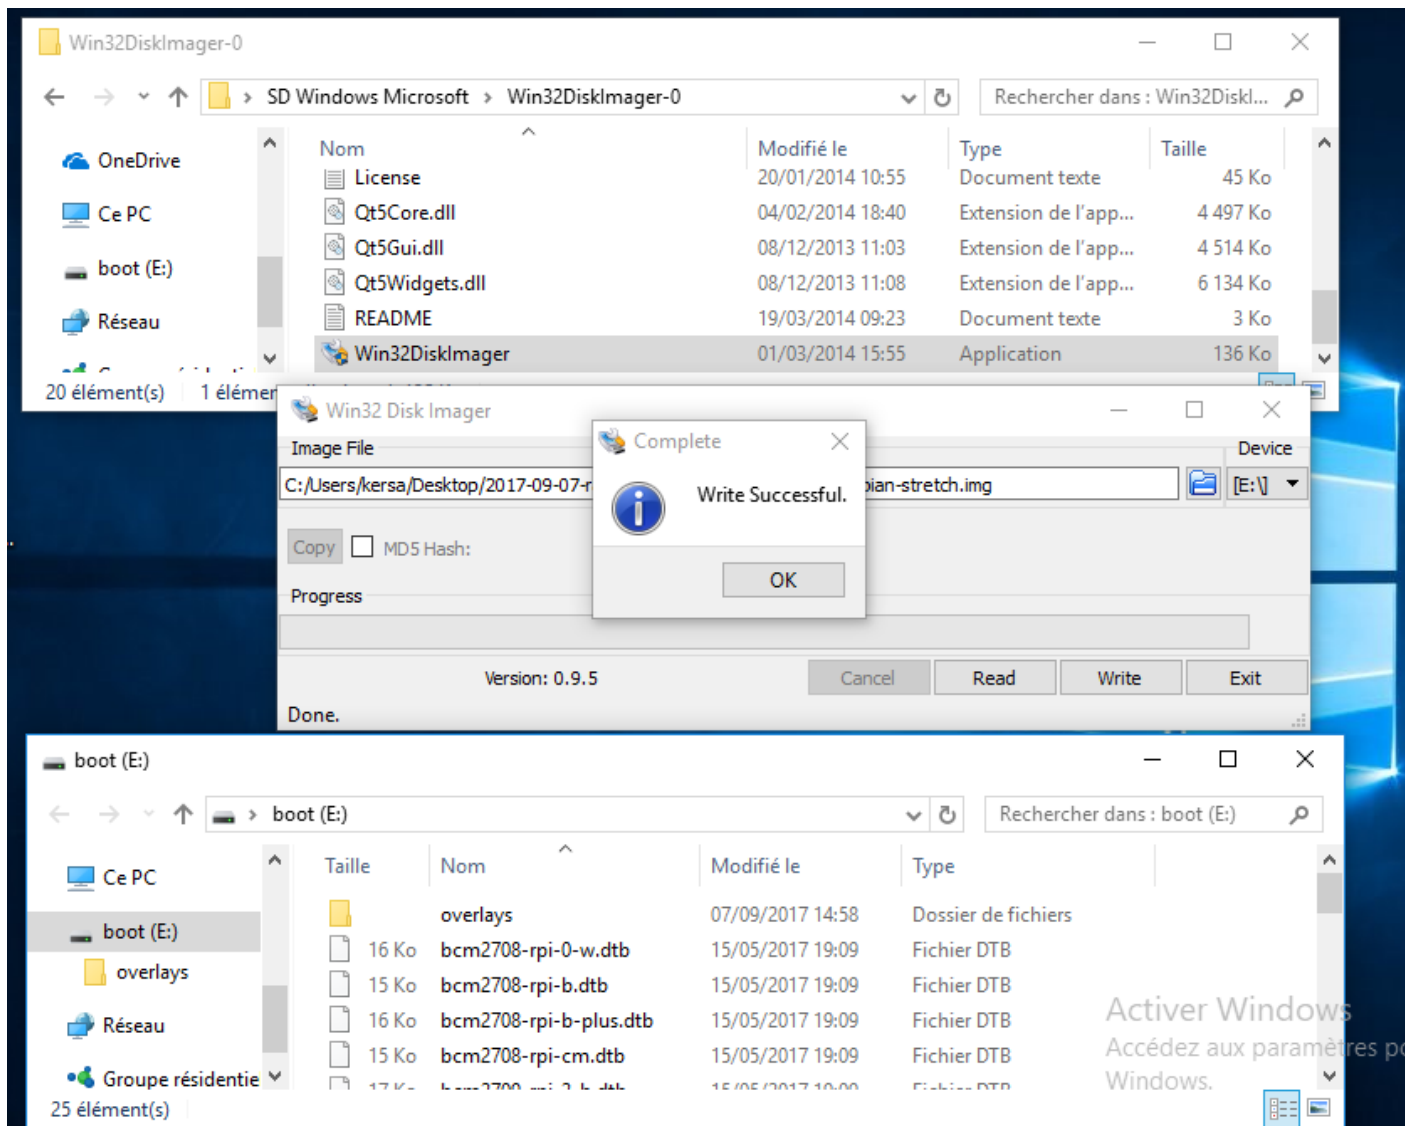 Win32DiskImager-0
SD Windows Microsoft › Win32DiskImager-0
Rechercher dans : Win32DiskI...
OneDrive
Ce PC
boot (E:)
Réseau
Nom Modifié le Type Taille
License 20/01/2014 10:55 Document texte 45 Ko
Qt5Core.dll 04/02/2014 18:40 Extension de l'app... 4 497 Ko
Qt5Gui.dll 08/12/2013 11:03 Extension de l'app... 4 514 Ko
Qt5Widgets.dll 08/12/2013 11:08 Extension de l'app... 6 134 Ko
README 19/03/2014 09:23 Document texte 3 Ko
Win32DiskImager 01/03/2014 15:55 Application 136 Ko
20 élément(s) 1 élémen
Win32 Disk Imager
Image File Device
C:/Users/kersa/Desktop/2017-09-07-r
bian-stretch.img [E:\]
Complete
Write Successful.
OK
Copy MD5 Hash:
Progress
Version: 0.9.5 Cancel Read Write Exit
Done.
boot (E:)
boot (E:)
Rechercher dans : boot (E:)
Ce PC
boot (E:)
overlays
Réseau
Groupe résidentie
Taille Nom Modifié le Type
overlays 07/09/2017 14:58 Dossier de fichiers
16 Ko bcm2708-rpi-0-w.dtb 15/05/2017 19:09 Fichier DTB
15 Ko bcm2708-rpi-b.dtb 15/05/2017 19:09 Fichier DTB
16 Ko bcm2708-rpi-b-plus.dtb 15/05/2017 19:09 Fichier DTB
15 Ko bcm2708-rpi-cm.dtb 15/05/2017 19:09 Fichier DTB
25 élément(s)
Activer Windows
Accédez aux paramètres po
Windows.